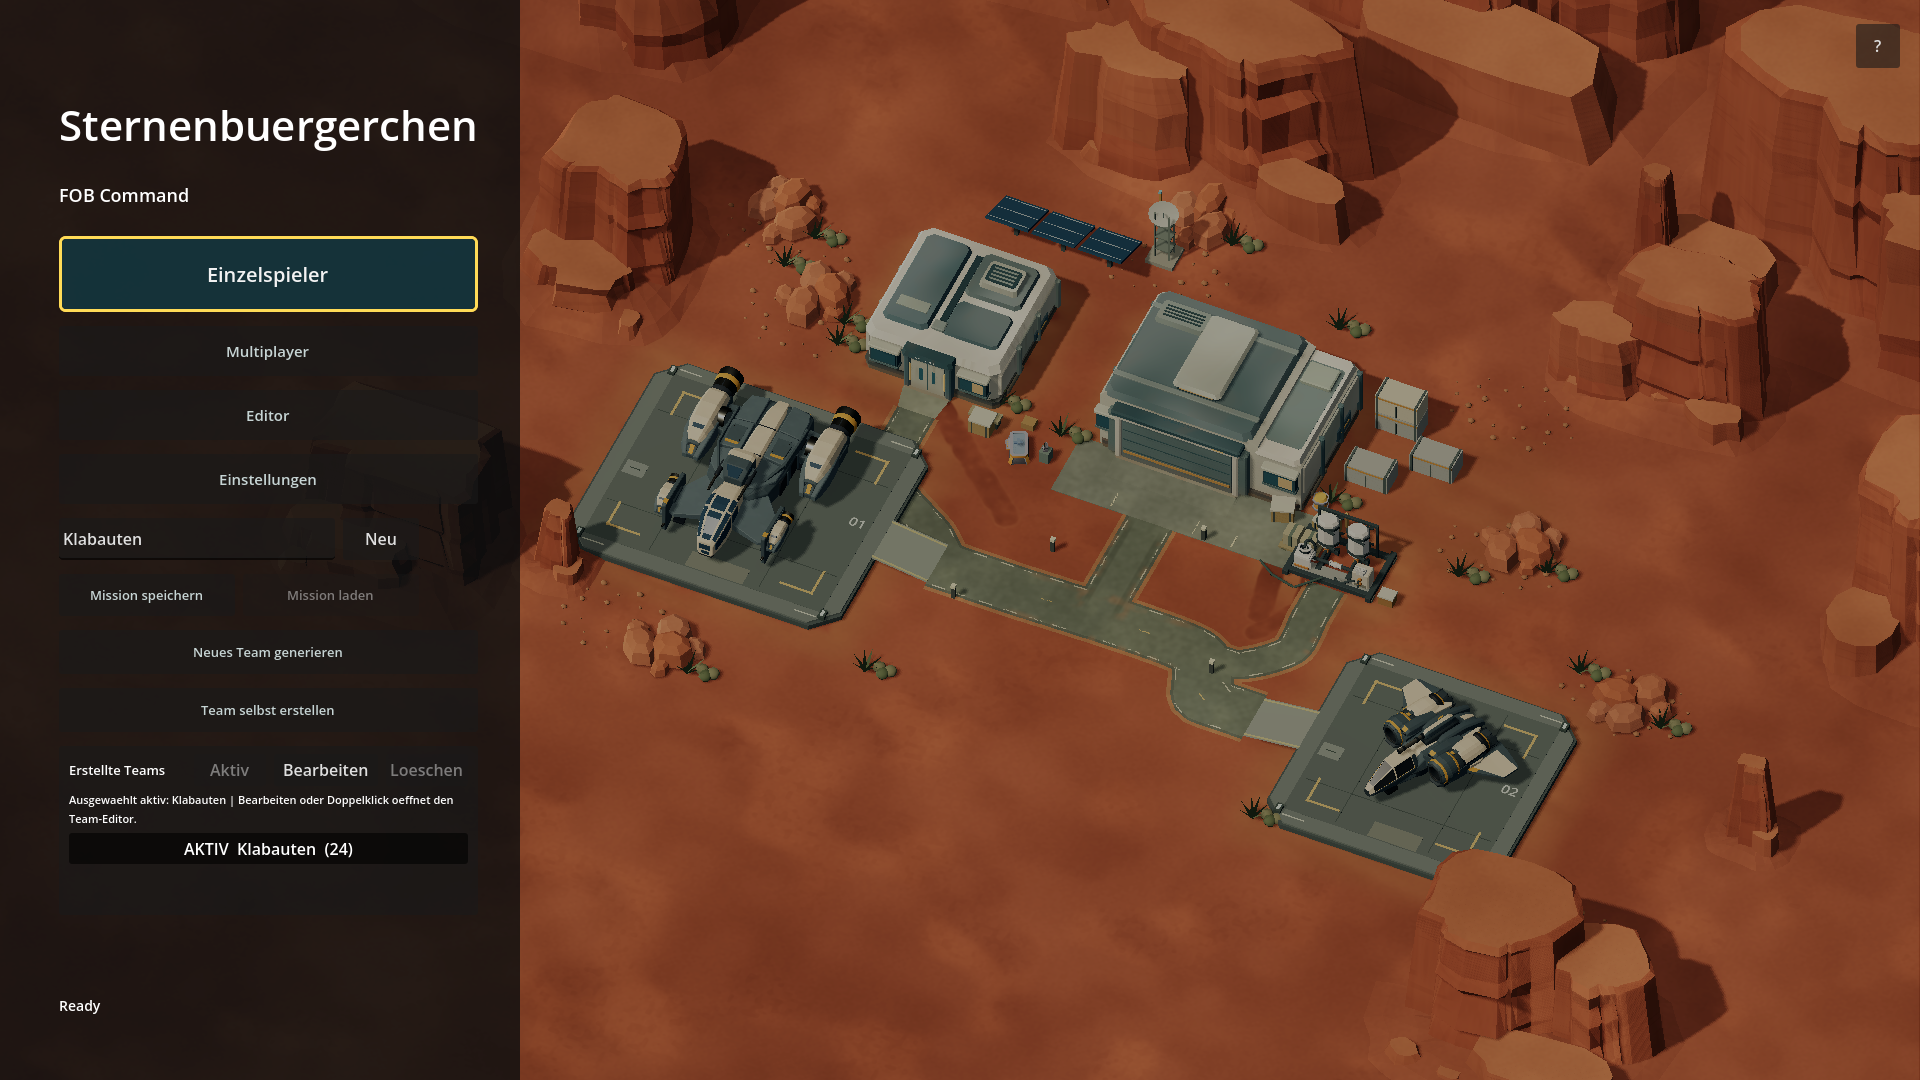 ?
Sternenbuergerchen
FOB Command
Einzelspieler
Multiplayer
Editor
Einstellungen
Klabauten Neu
Mission speichern Mission laden
Neues Team generieren
Team selbst erstellen
Erstellte Teams Aktiv Bearbeiten Loeschen
Ausgewaehlt aktiv: Klabauten | Bearbeiten oder Doppelklick oeffnet den
Team-Editor.
AKTIV Klabauten (24)
Ready
01
02